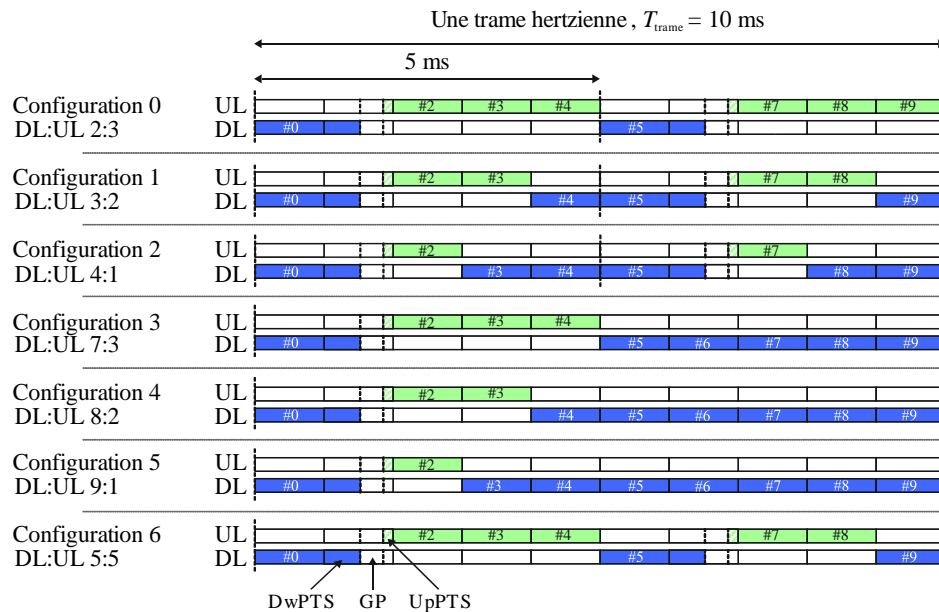 Une trame hertzienne , T_trame = 10 ms
5 ms
Configuration 0 UL #2 #3 #4 #7 #8 #9
DL:UL 2:3 DL #0 #5
Configuration 1 UL #2 #3 #7 #8
DL:UL 3:2 DL #0 #4 #5 #9
Configuration 2 UL #2 #7
DL:UL 4:1 DL #0 #3 #4 #5 #8 #9
Configuration 3 UL #2 #3 #4
DL:UL 7:3 DL #0 #5 #6 #7 #8 #9
Configuration 4 UL #2 #3
DL:UL 8:2 DL #0 #4 #5 #6 #7 #8 #9
Configuration 5 UL #2
DL:UL 9:1 DL #0 #3 #4 #5 #6 #7 #8 #9
Configuration 6 UL #2 #3 #4 #7 #8
DL:UL 5:5 DL #0 #5 #9
DwPTS GP UpPTS